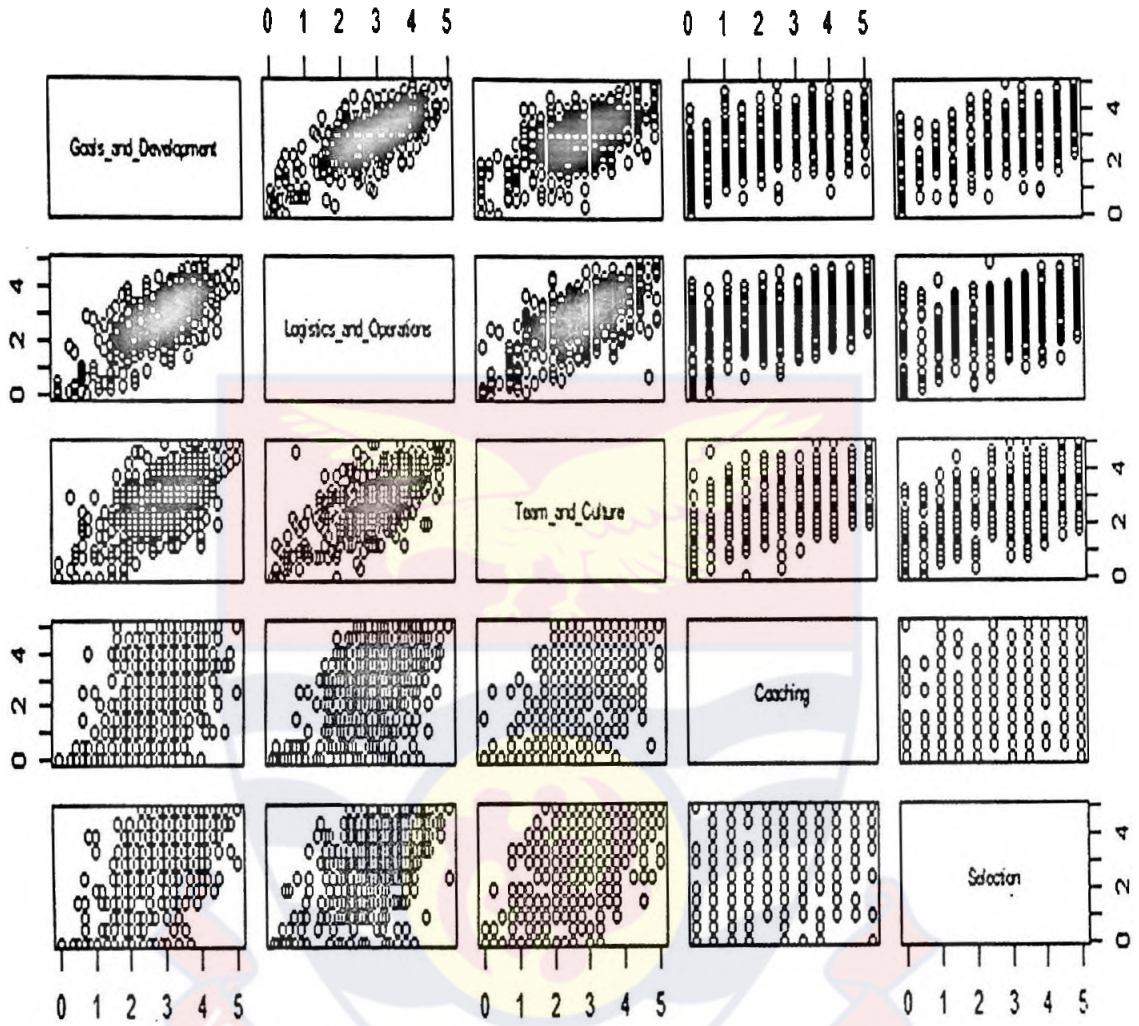 0 1 2 3 4 5 0 1 2 3 4 5
Goals_and_Development
0 2 4
0 2 4
Logistics_and_Operations
Team_and_Culture
0 2 4
0 2 4
Coaching
Selection
0 2 4
0 1 2 3 4 5 0 1 2 3 4 5 0 1 2 3 4 5